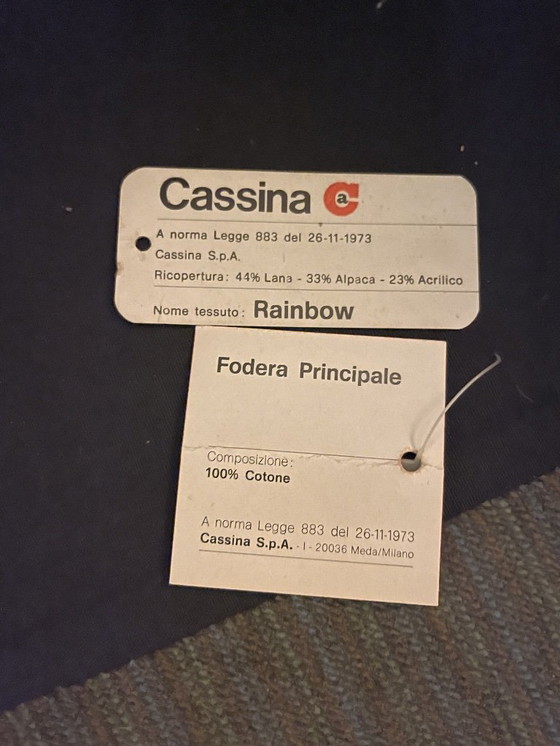 Cassina Ca
A norma Legge 883 del 26-11-1973
Cassina S.p.A.
Ricopertura: 44% Lana - 33% Alpaca - 23% Acrilico
Nome tessuto: Rainbow
Fodera Principale
Composizione:
100% Cotone
A norma Legge 883 del 26-11-1973
Cassina S.p.A. - I - 20036 Meda/Milano